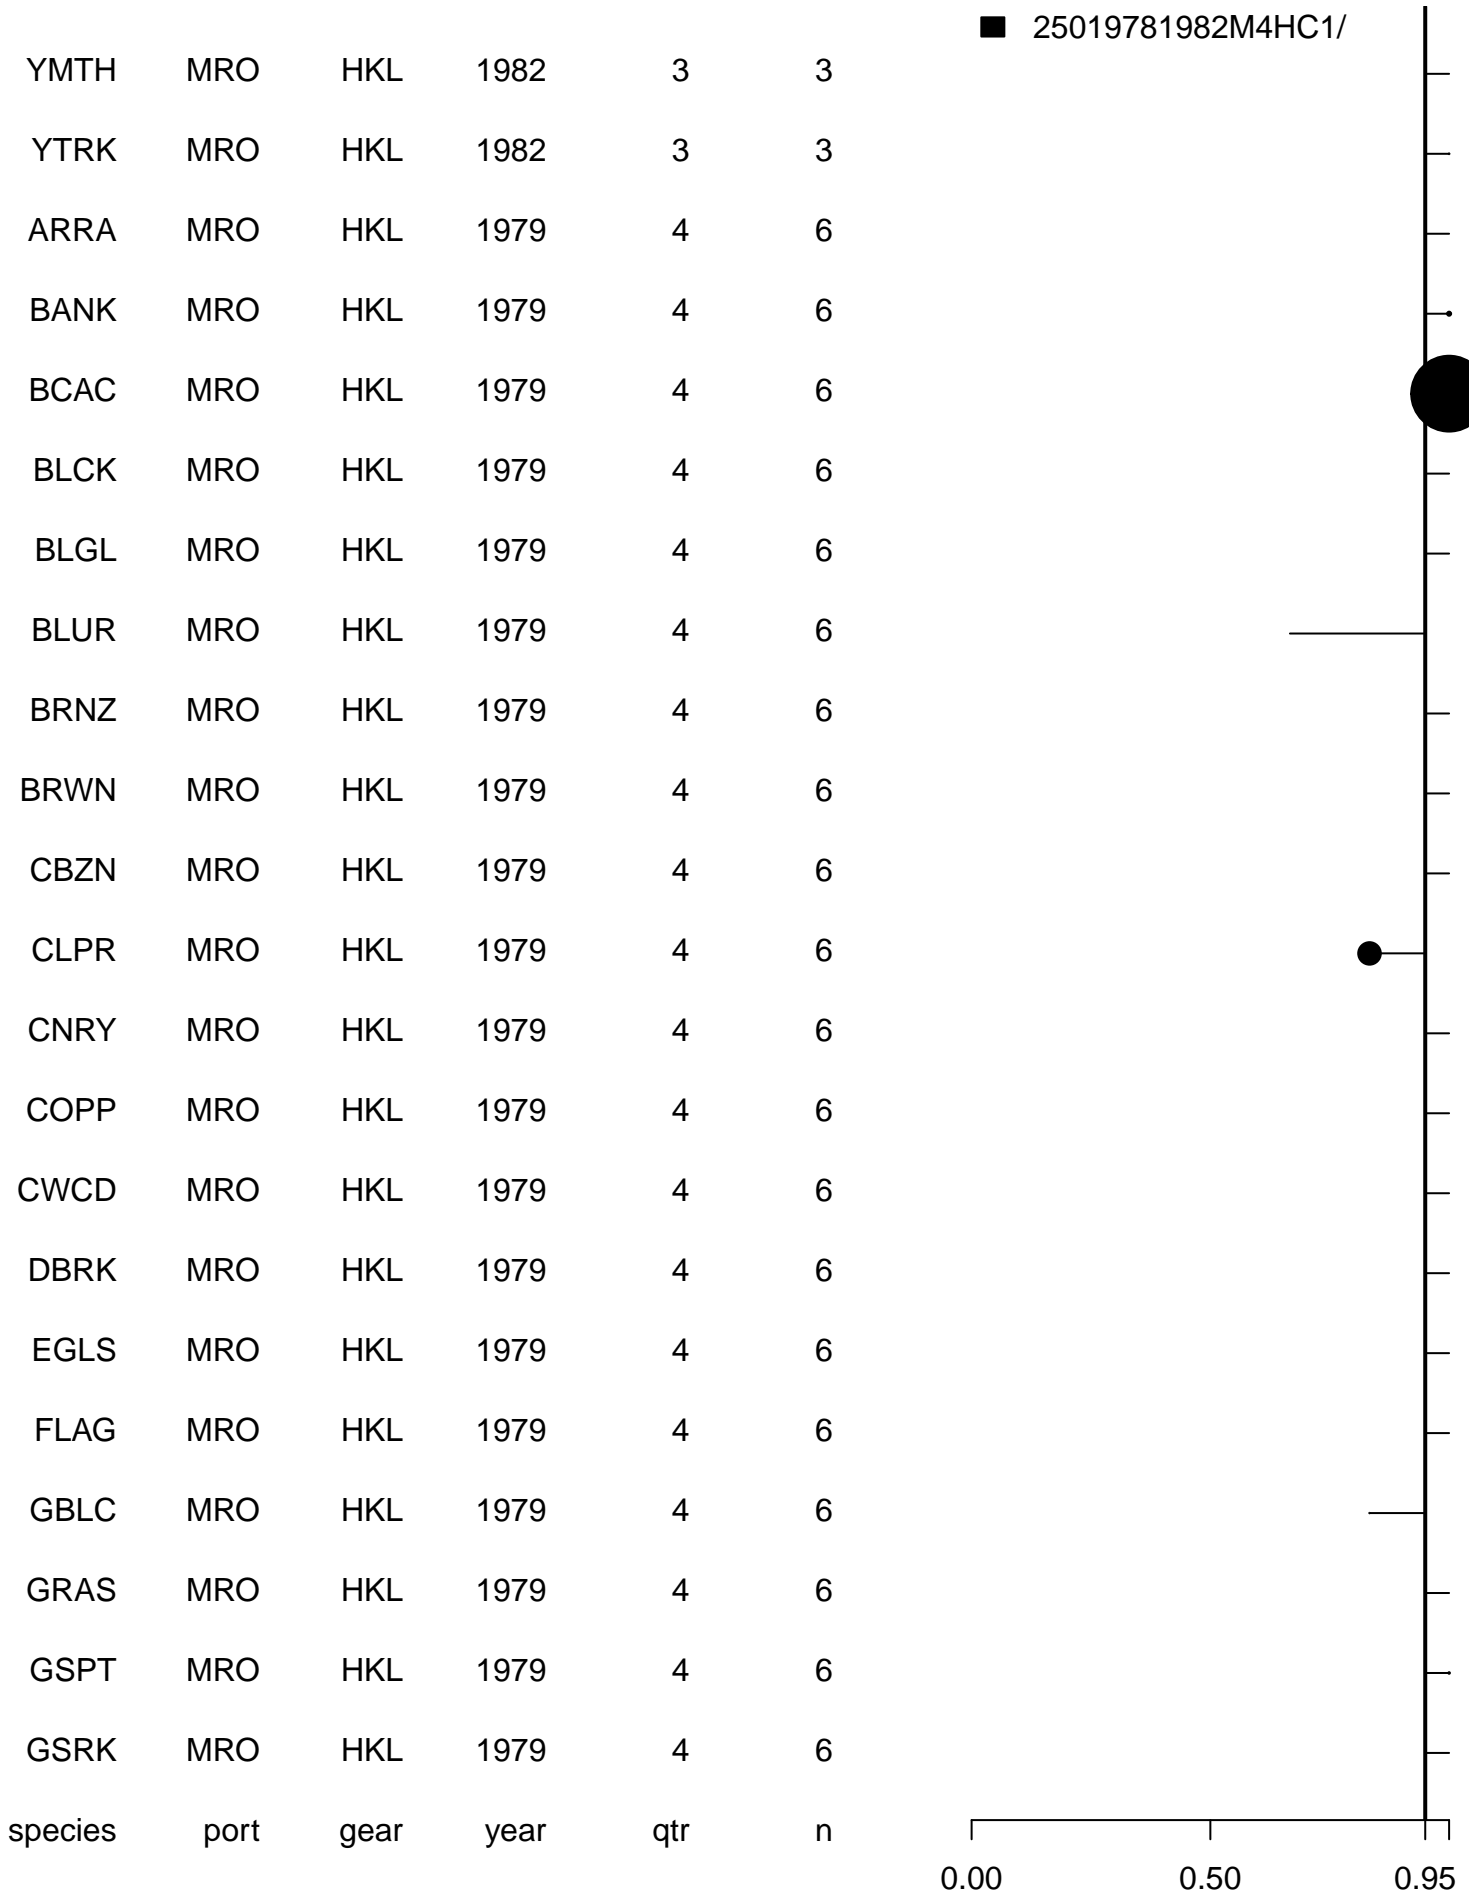 25019781982M4HC1/
YMTH MRO HKL 1982 3 3
YTRK MRO HKL 1982 3 3
ARRA MRO HKL 1979 4 6
BANK MRO HKL 1979 4 6
BCAC MRO HKL 1979 4 6
BLCK MRO HKL 1979 4 6
BLGL MRO HKL 1979 4 6
BLUR MRO HKL 1979 4 6
BRNZ MRO HKL 1979 4 6
BRWN MRO HKL 1979 4 6
CBZN MRO HKL 1979 4 6
CLPR MRO HKL 1979 4 6
CNRY MRO HKL 1979 4 6
COPP MRO HKL 1979 4 6
CWCD MRO HKL 1979 4 6
DBRK MRO HKL 1979 4 6
EGLS MRO HKL 1979 4 6
FLAG MRO HKL 1979 4 6
GBLC MRO HKL 1979 4 6
GRAS MRO HKL 1979 4 6
GSPT MRO HKL 1979 4 6
GSRK MRO HKL 1979 4 6
species port gear year qtr n
0.00 0.50 0.95